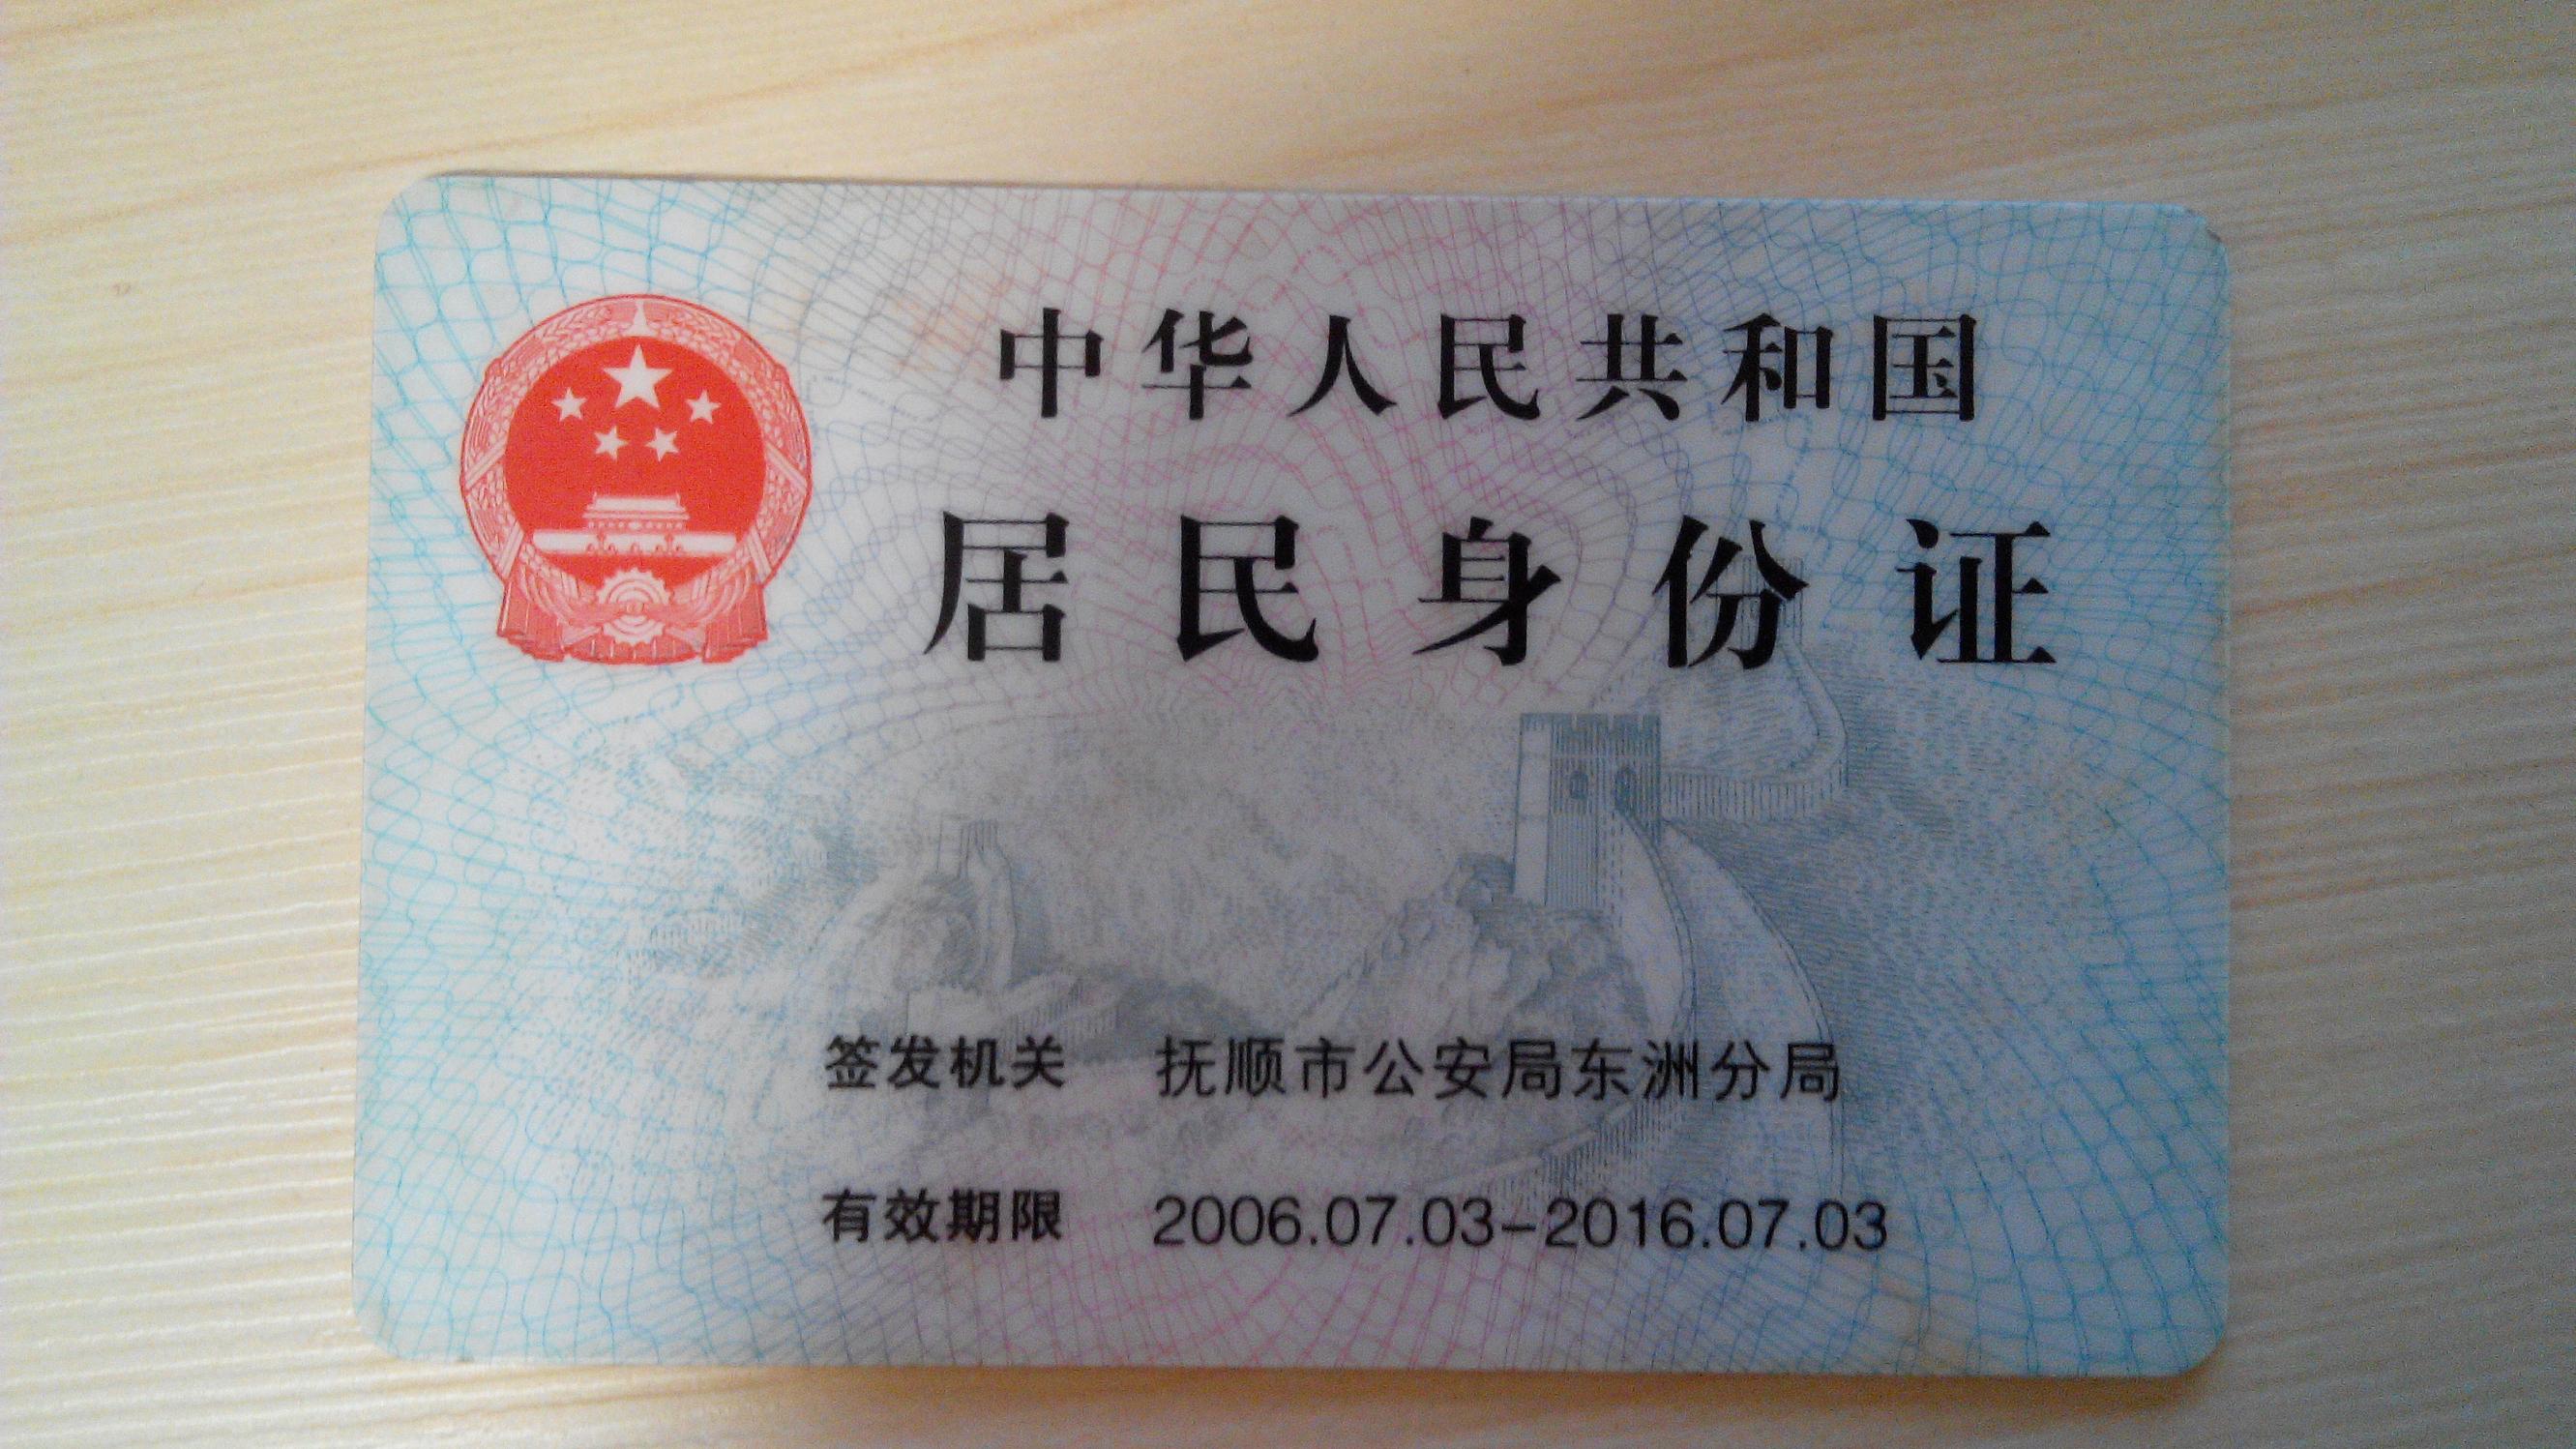 中华人民共和国
居民身份证
签发机关 抚顺市公安局东洲分局
有效期限 2006.07.03-2016.07.03